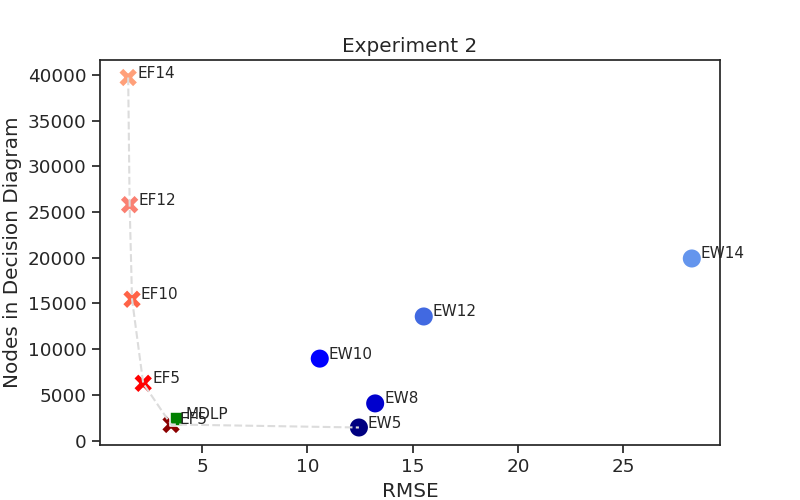 Experiment 2
Nodes in Decision Diagram
40000
35000
30000
25000
20000
15000
10000
5000
0
EF14
EF12
EF10
EF5
MDLP
EF5
EW14
EW12
EW10
EW8
EW5
5
10
15
20
25
RMSE